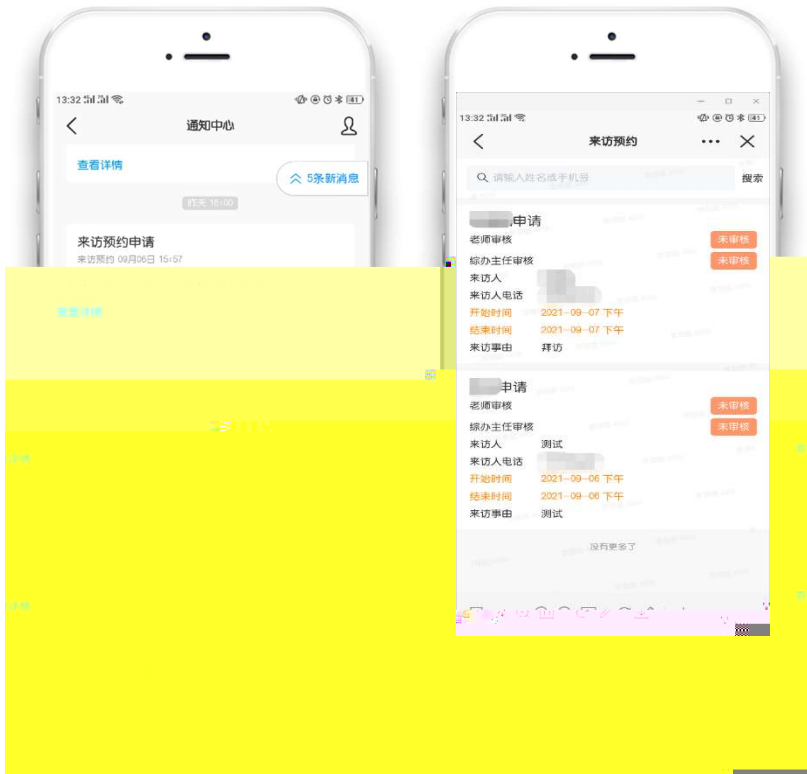 13:32
通知中心
查看详情
5条新消息
昨天 16:00
来访预约申请
来访预约 09月06日 15:57
查看详情
详情
详情
13:32
41
来访预约
请输入姓名或手机号
搜索
申请
老师审核 未审核
综办主任审核 未审核
来访人
来访人电话
开始时间 2021-09-07 下午
结束时间 2021-09-07 下午
来访事由 拜访
申请
老师审核 未审核
综办主任审核 未审核
来访人 测试
来访人电话
开始时间 2021-09-06 下午
结束时间 2021-09-06 下午
来访事由 测试
没有更多了